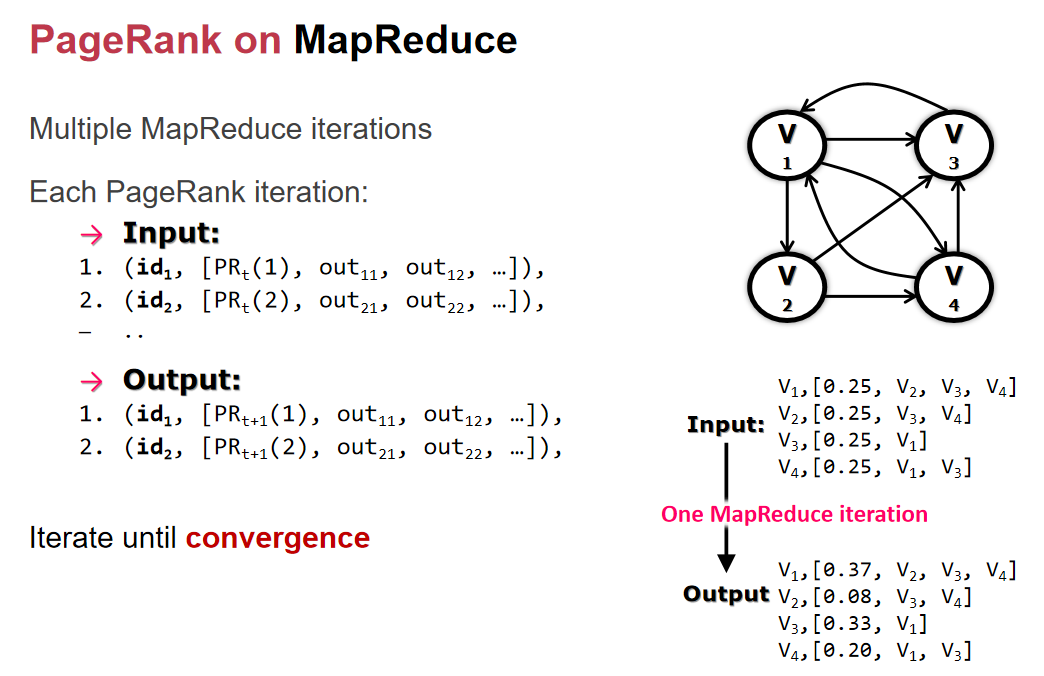 PageRank on MapReduce
Multiple MapReduce iterations
Each PageRank iteration:
→ Input:
1. (id₁, [PRₜ(1), out₁₁, out₁₂, …]),
2. (id₂, [PRₜ(2), out₂₁, out₂₂, …]),
– ..
→ Output:
1. (id₁, [PRₜ₊₁(1), out₁₁, out₁₂, …]),
2. (id₂, [PRₜ₊₁(2), out₂₁, out₂₂, …]),
Iterate until convergence
V
1
V
3
V
2
V
4
Input:
V₁,[0.25, V₂, V₃, V₄]
V₂,[0.25, V₃, V₄]
V₃,[0.25, V₁]
V₄,[0.25, V₁, V₃]
One MapReduce iteration
Output
V₁,[0.37, V₂, V₃, V₄]
V₂,[0.08, V₃, V₄]
V₃,[0.33, V₁]
V₄,[0.20, V₁, V₃]